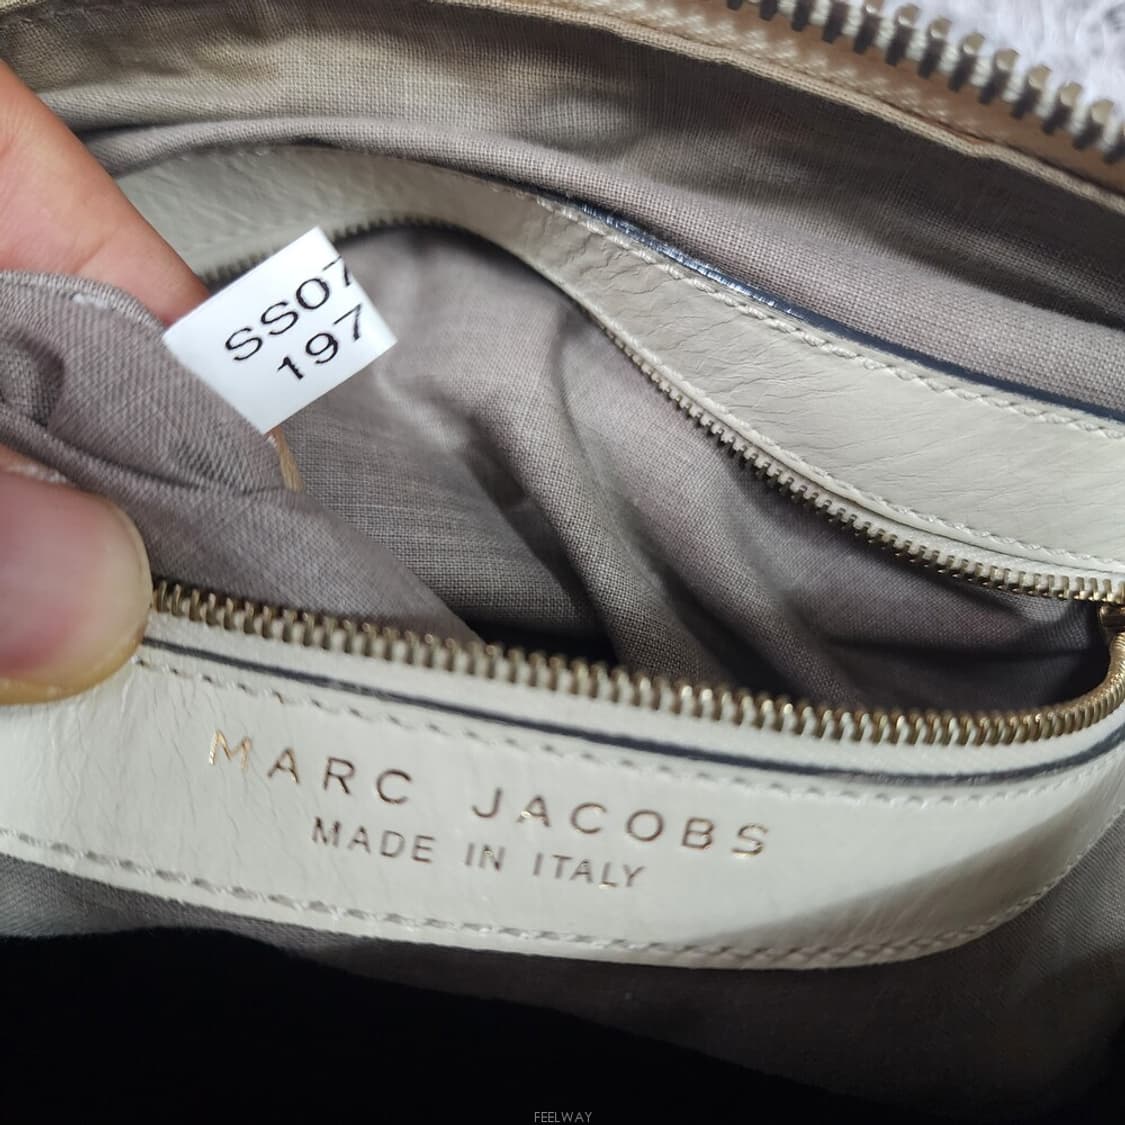 SS07
197
MARC JACOBS
MADE IN ITALY
FEELWAY